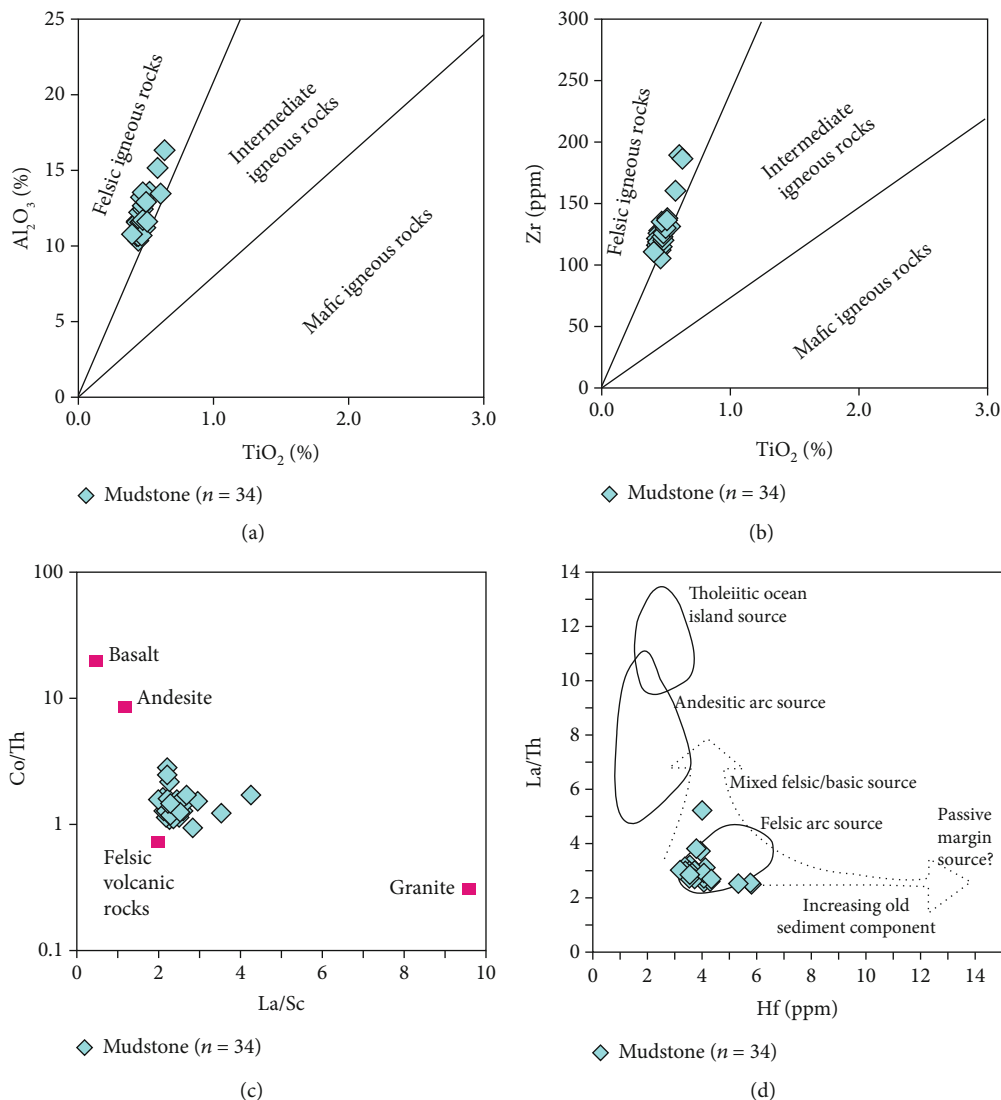 25
20
15
10
5
0
0.0
1.0
2.0
3.0
Al₂O₃ (%)
TiO₂ (%)
Felsic igneous rocks
Intermediate
igneous rocks
Mafic igneous rocks
Mudstone (n = 34)
(a)
300
250
200
150
100
50
0
0.0
1.0
2.0
3.0
Zr (ppm)
TiO₂ (%)
Felsic igneous rocks
Intermediate
igneous rocks
Mafic igneous rocks
Mudstone (n = 34)
(b)
100
10
1
0.1
0
2
4
6
8
10
Co/Th
La/Sc
Basalt
Andesite
Felsic
volcanic
rocks
Granite
Mudstone (n = 34)
(c)
14
12
10
8
6
4
2
0
0
2
4
6
8
10
12
14
La/Th
Hf (ppm)
Tholeiitic ocean
island source
Andesitic arc source
Mixed felsic/basic source
Felsic arc source
Passive
margin
source?
Increasing old
sediment component
Mudstone (n = 34)
(d)